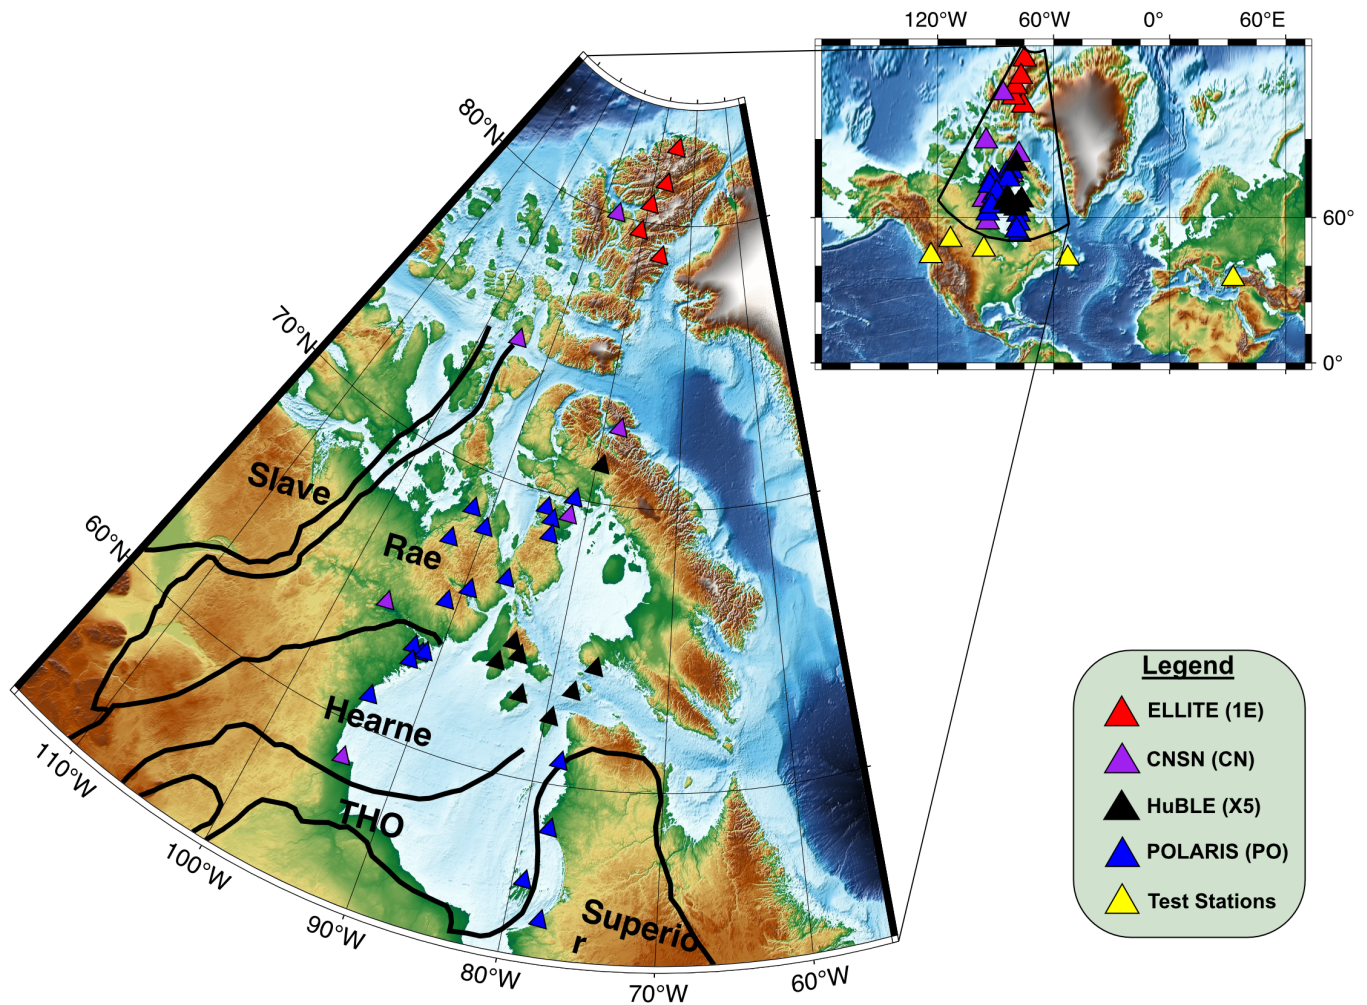 120°W 60°W 0° 60°E
80°N
70°N
60°
0°
Slave
60°N
Rae
Hearne
Legend
ELLITE (1E)
110°W
CNSN (CN)
HuBLE (X5)
THO
POLARIS (PO)
100°W
Test Stations
Superio
r
90°W
80°W
70°W
60°W